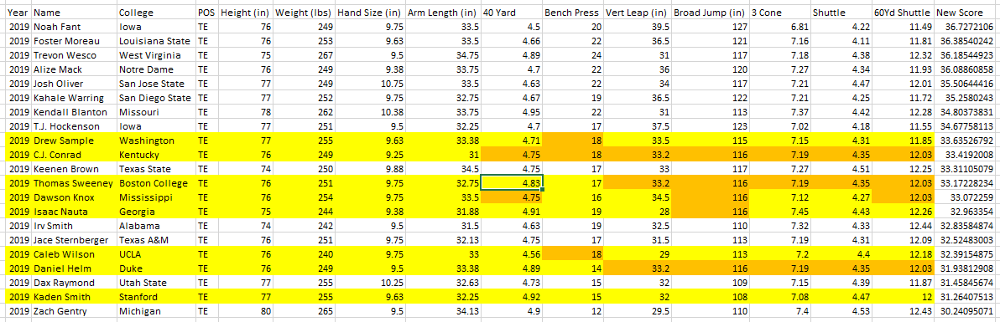 Year Name College POS Height (in) Weight (lbs) Hand Size (in) Arm Length (in) 40 Yard Bench Press Vert Leap (in) Broad Jump (in) 3 Cone Shuttle 60Yd Shuttle New Score
2019 Noah Fant Iowa TE 76 249 9.75 33.5 4.5 20 39.5 127 6.81 4.22 11.49 36.7272106
2019 Foster Moreau Louisiana State TE 76 253 9.63 33.5 4.66 22 36.5 121 7.16 4.11 11.81 36.38540242
2019 Trevon Wesco West Virginia TE 75 267 9.5 34.75 4.89 24 31 117 7.18 4.38 12.32 36.18544923
2019 Alize Mack Notre Dame TE 76 249 9.38 33.75 4.7 22 36 120 7.27 4.34 11.93 36.08860858
2019 Josh Oliver San Jose State TE 77 249 10.75 33.5 4.63 22 34 117 7.21 4.47 12.01 35.50644416
2019 Kahale Warring San Diego State TE 77 252 9.75 32.75 4.67 19 36.5 122 7.21 4.25 11.72 35.2580243
2019 Kendall Blanton Missouri TE 78 262 10.38 33.75 4.95 22 31 113 7.37 4.42 12.28 34.80373831
2019 T.J. Hockenson Iowa TE 77 251 9.5 32.25 4.7 17 37.5 123 7.02 4.18 11.55 34.67758113
2019 Drew Sample Washington TE 77 255 9.63 33.38 4.71 18 33.5 115 7.15 4.31 11.85 33.63526792
2019 C.J. Conrad Kentucky TE 76 249 9.25 31 4.75 18 33.2 116 7.19 4.35 12.03 33.4192008
2019 Keenen Brown Texas State TE 74 250 9.88 34.5 4.75 17 33 117 7.27 4.51 12.25 33.31105079
2019 Thomas Sweeney Boston College TE 76 251 9.75 32.75 4.83 17 33.2 116 7.19 4.35 12.03 33.17228234
2019 Dawson Knox Mississippi TE 76 254 9.75 33.5 4.75 16 34.5 116 7.12 4.27 12.03 33.072259
2019 Isaac Nauta Georgia TE 75 244 9.38 31.88 4.91 19 28 116 7.45 4.43 12.26 32.963354
2019 Irv Smith Alabama TE 74 242 9.5 31.5 4.63 19 32.5 110 7.32 4.33 12.44 32.83584874
2019 Jace Sternberger Texas A&M TE 76 251 9.75 32.13 4.75 17 31.5 113 7.19 4.31 12.09 32.52483003
2019 Caleb Wilson UCLA TE 76 240 9.75 33 4.56 18 29 113 7.2 4.4 12.18 32.39154875
2019 Daniel Helm Duke TE 76 249 9.5 33.38 4.89 14 33.2 116 7.19 4.35 12.03 31.93812908
2019 Dax Raymond Utah State TE 77 255 10.25 32.63 4.73 15 32 109 7.15 4.39 11.87 31.45845674
2019 Kaden Smith Stanford TE 77 255 9.63 32.25 4.92 15 32 108 7.08 4.47 12 31.26407513
2019 Zach Gentry Michigan TE 80 265 9.5 34.13 4.9 12 29.5 110 7.4 4.53 12.43 30.24095071